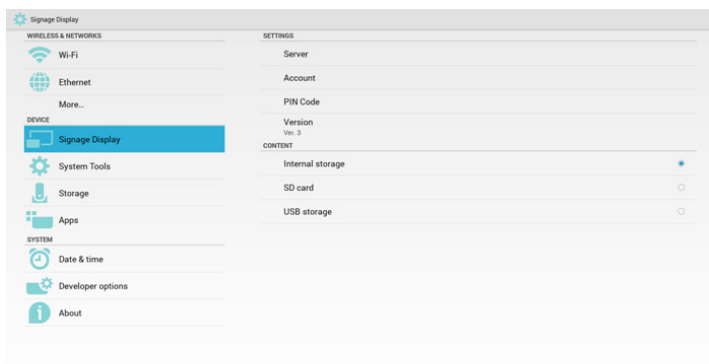 Signage Display
WIRELESS & NETWORKS
Wi-Fi
Ethernet
More...
DEVICE
Signage Display
System Tools
Storage
Apps
SYSTEM
Date & time
Developer options
About
SETTINGS
Server
Account
PIN Code
Version
Ver. 3
CONTENT
Internal storage
SD card
USB storage